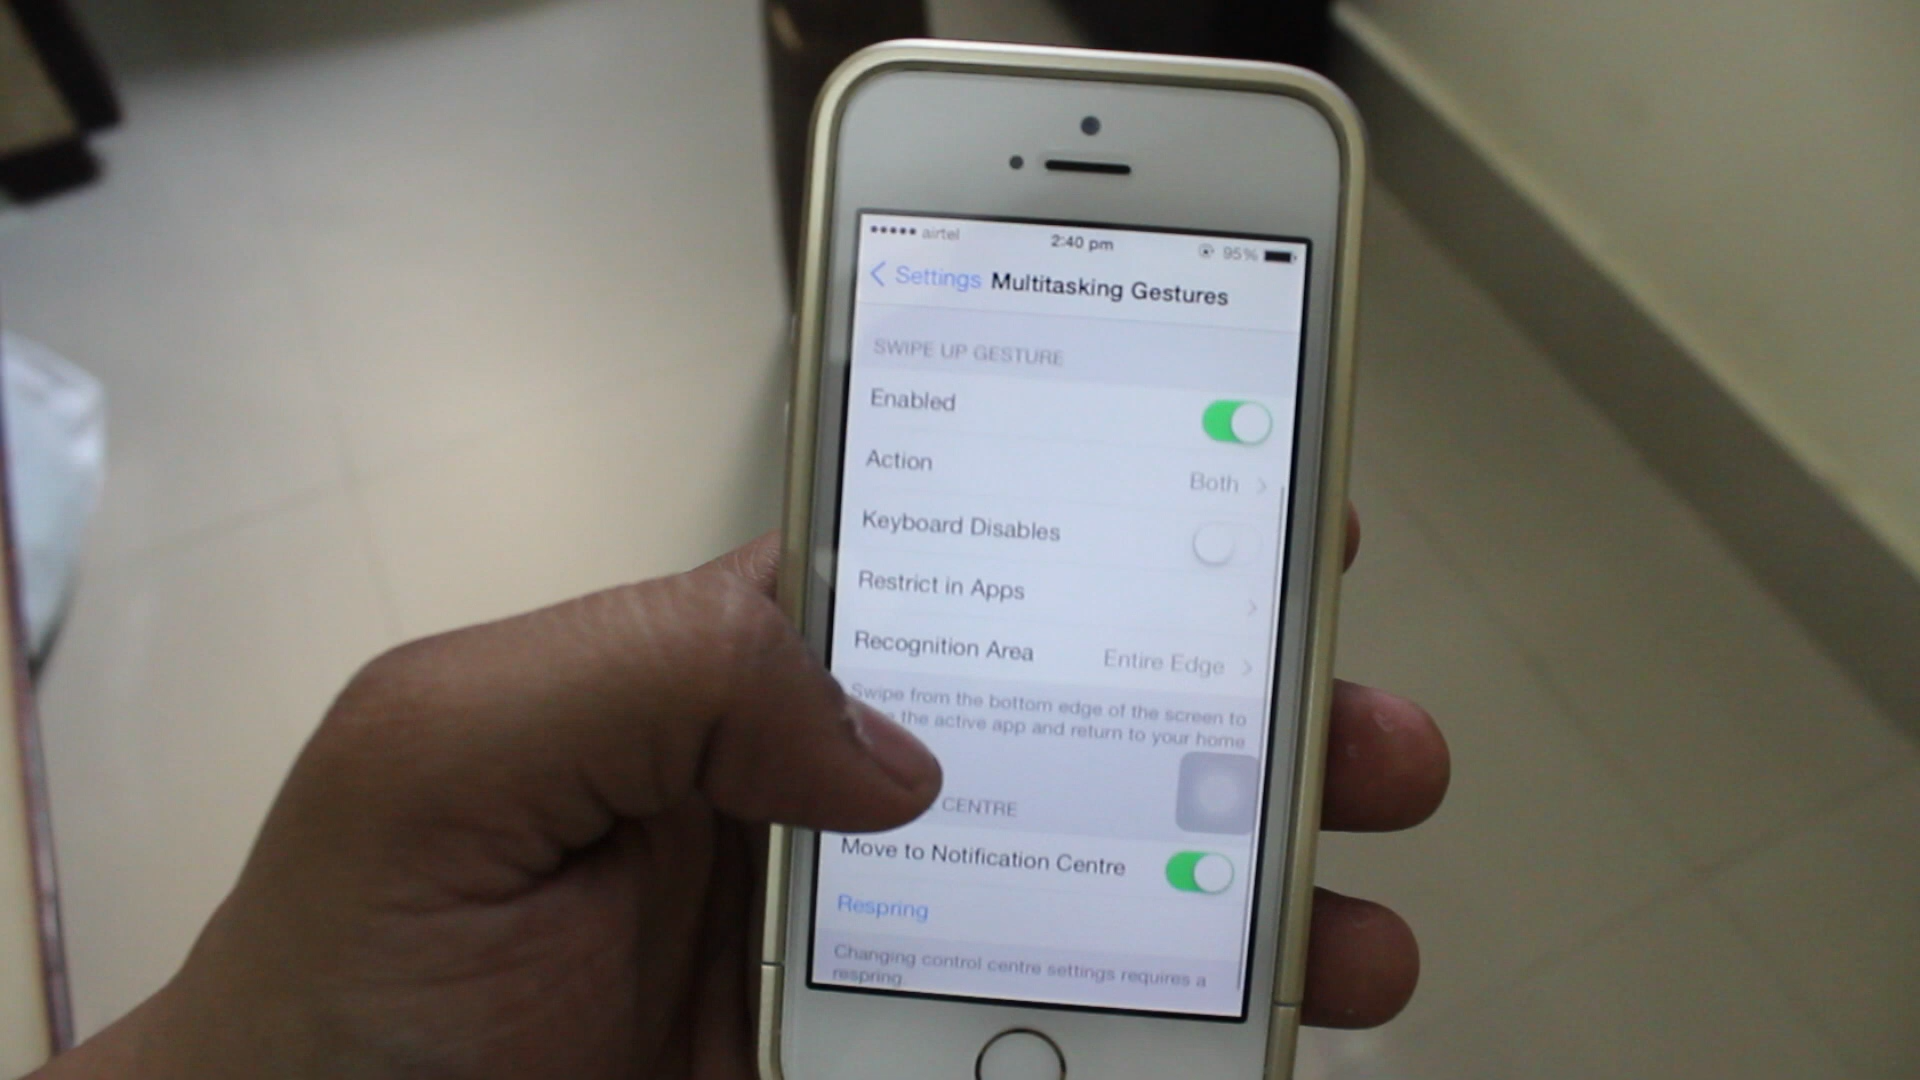 airtel 2:40 pm 95%
Settings Multitasking Gestures
SWIPE UP GESTURE
Enabled
Action Both
Keyboard Disables
Restrict in Apps
Recognition Area Entire Edge
Swipe from the bottom edge of the screen to
the active app and return to your home
CENTRE
Move to Notification Centre
Respring
Changing control centre settings requires a
respring.